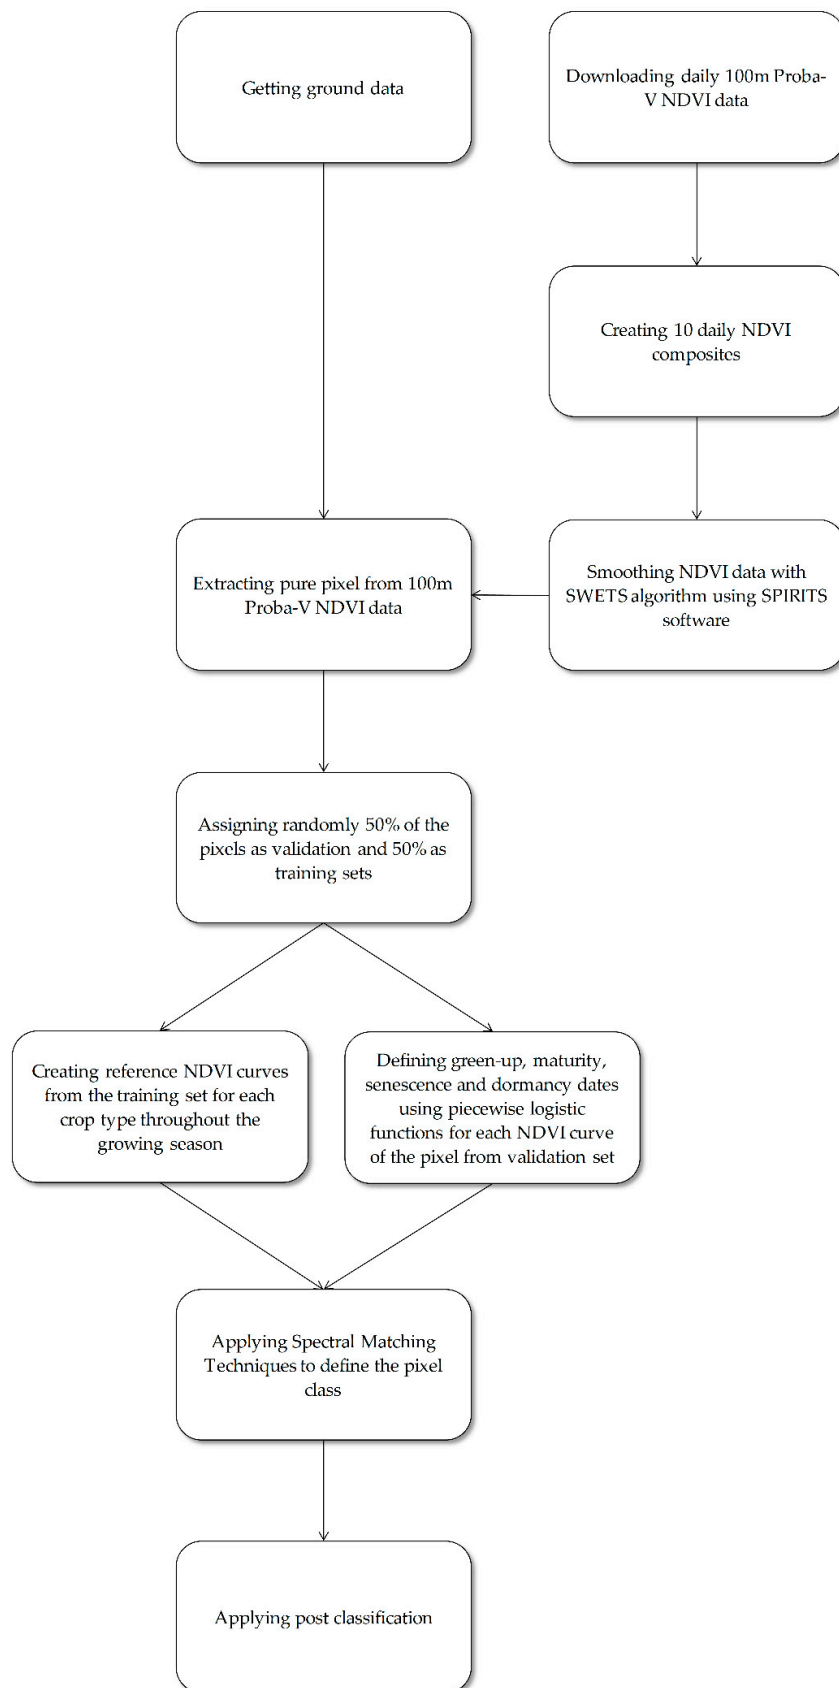 Getting ground data
Downloading daily 100m Proba-
V NDVI data
Creating 10 daily NDVI
composites
Extracting pure pixel from 100m
Proba-V NDVI data
Smoothing NDVI data with
SWETS algorithm using SPIRITS
software
Assigning randomly 50% of the
pixels as validation and 50% as
training sets
Creating reference NDVI curves
from the training set for each
crop type throughout the
growing season
Defining green-up, maturity,
senescence and dormancy dates
using piecewise logistic
functions for each NDVI curve
of the pixel from validation set
Applying Spectral Matching
Techniques to define the pixel
class
Applying post classification